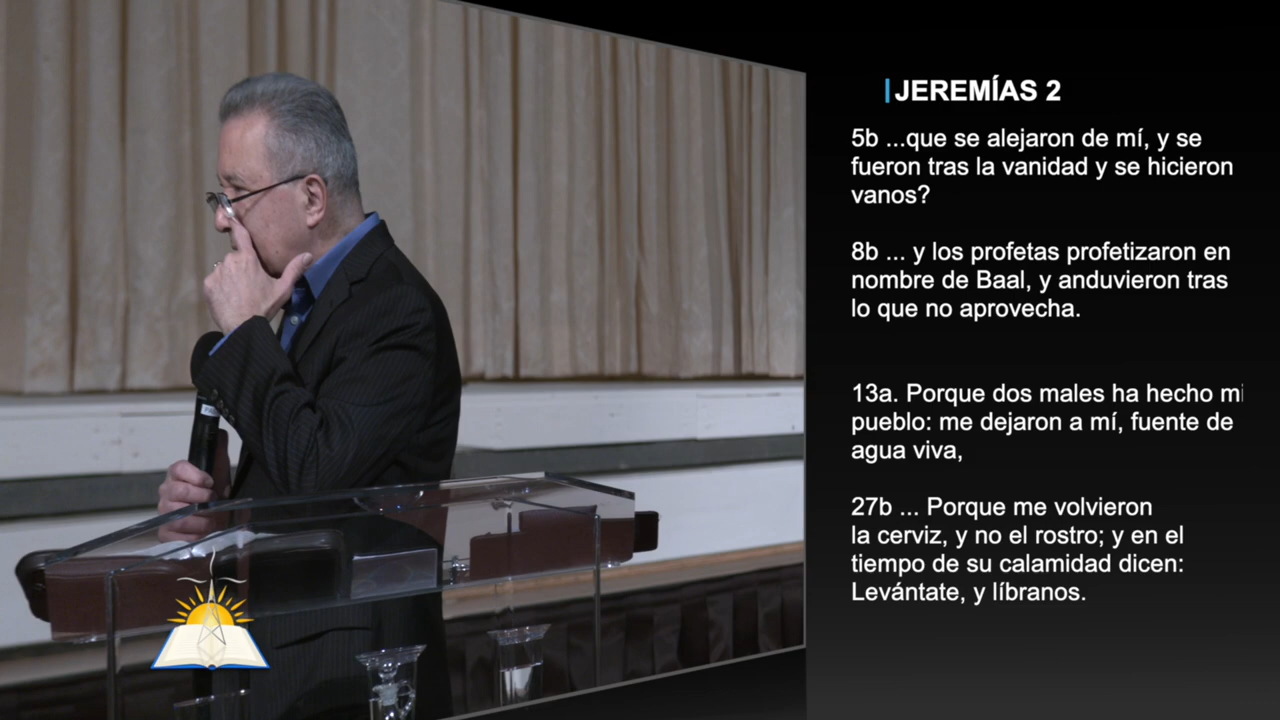 JEREMÍAS 2
5b ...que se alejaron de mí, y se
fueron tras la vanidad y se hicieron
vanos?
8b ... y los profetas profetizaron en
nombre de Baal, y anduvieron tras
lo que no aprovecha.
13a. Porque dos males ha hecho mi
pueblo: me dejaron a mí, fuente de
agua viva,
27b ... Porque me volvieron
la cerviz, y no el rostro; y en el
tiempo de su calamidad dicen:
Levántate, y líbranos.